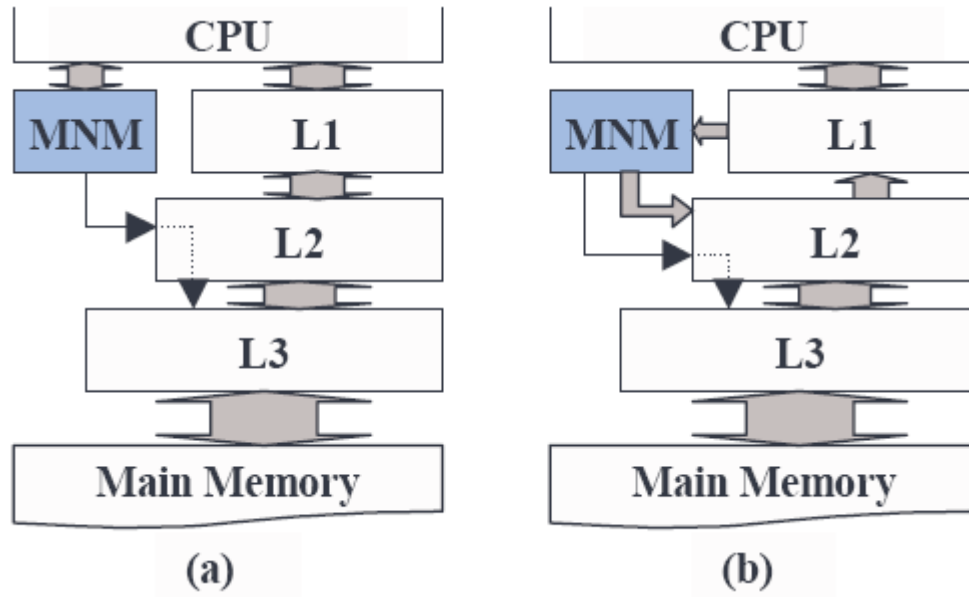 CPU
MNM
L1
L2
L3
Main Memory
(a)
CPU
MNM
L1
L2
L3
Main Memory
(b)